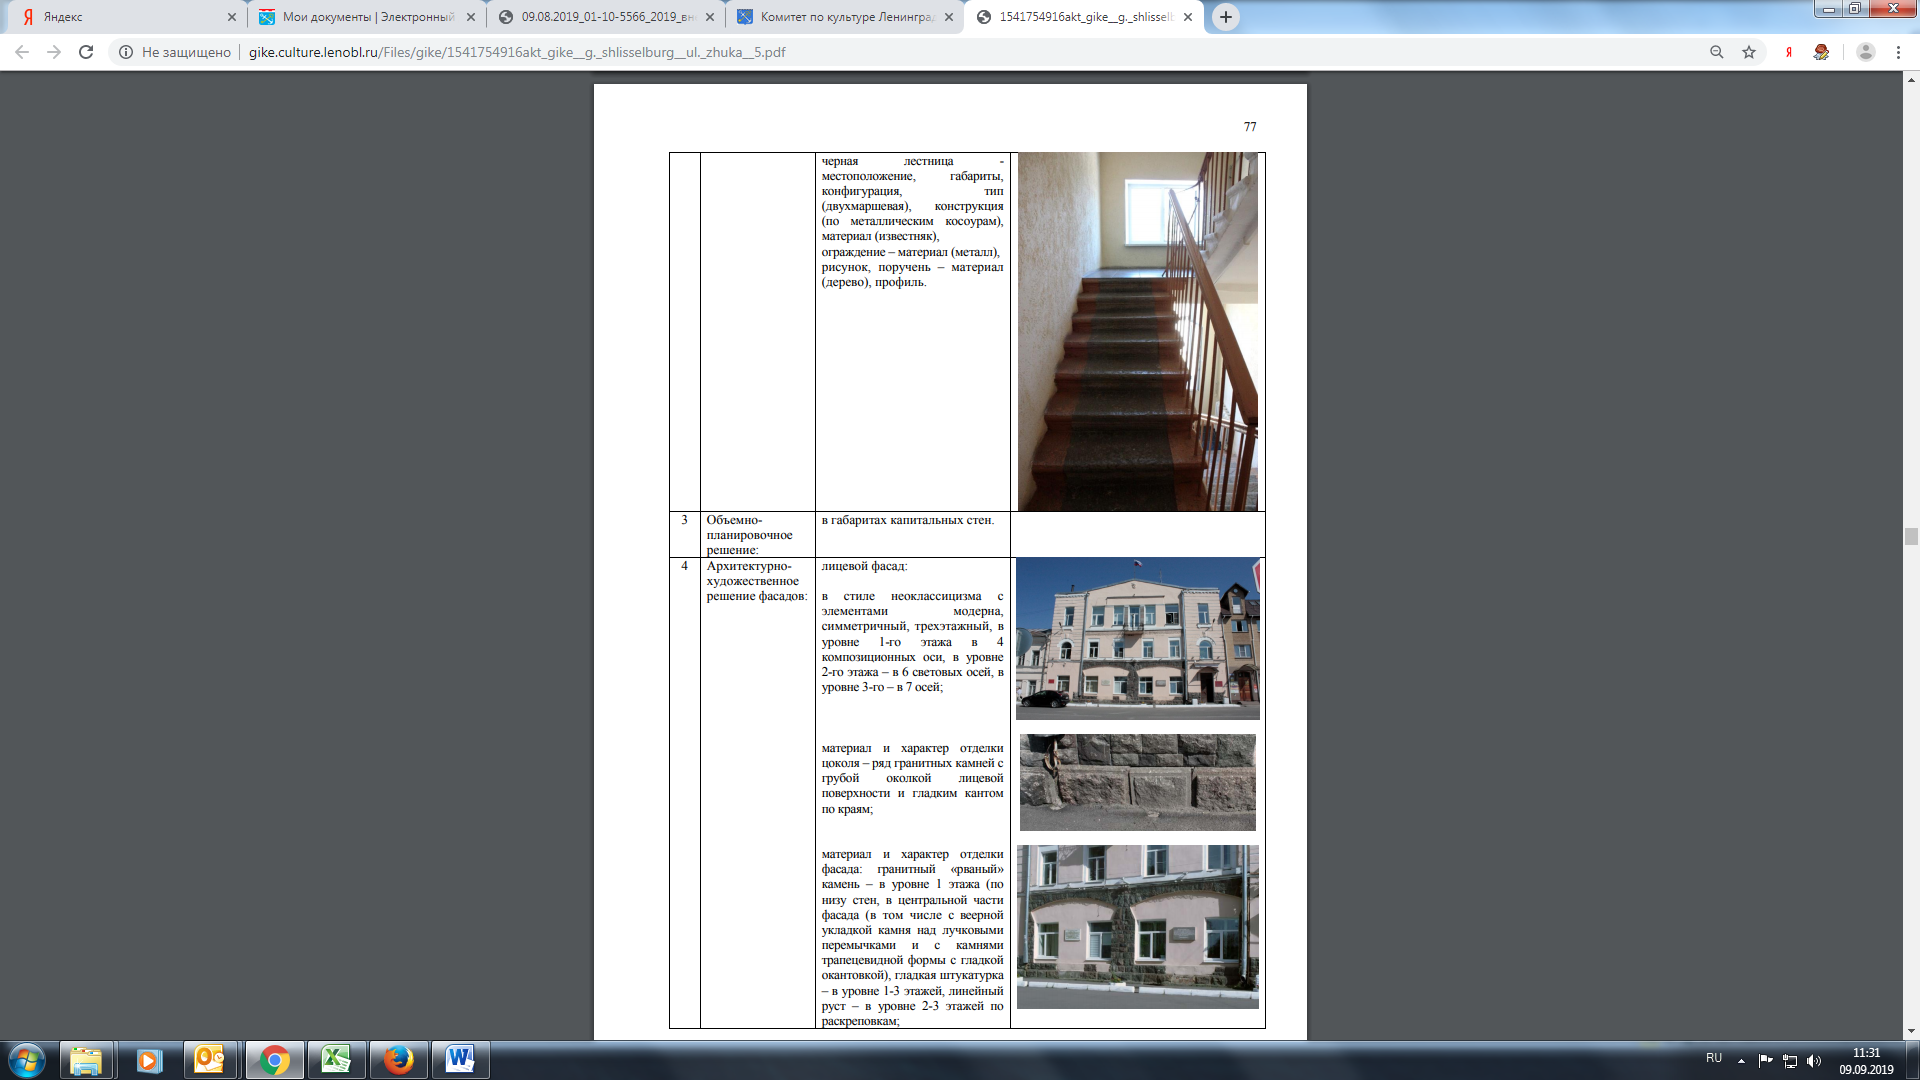 Яндекс
Мои документы | Электронный
09.08.2019_01-10-5566_2019_вн
Комитет по культуре Ленинград
1541754916akt_gike__g._shlissel
Не защищено
gike.culture.lenobl.ru/Files/gike/1541754916akt_gike__g._shlisselburg__ul._zhuka__5.pdf
77
черная лестница -
местоположение, габариты,
конфигурация, тип
(двухмаршевая), конструкция
(по металлическим косоурам),
материал (известняк),
ограждение – материал (металл),
рисунок, поручень – материал
(дерево), профиль.
3
Объемно-
планировочное
решение:
в габаритах капитальных стен.
4
Архитектурно-
художественное
решение фасадов:
лицевой фасад:
в стиле неоклассицизма с
элементами модерна,
симметричный, трехэтажный, в
уровне 1-го этажа в 4
композиционных оси, в уровне
2-го этажа – в 6 световых осей, в
уровне 3-го – в 7 осей;
материал и характер отделки
цоколя – ряд гранитных камней с
грубой околкой лицевой
поверхности и гладким кантом
по краям;
материал и характер отделки
фасада: гранитный «рваный»
камень – в уровне 1 этажа (по
низу стен, в центральной части
фасада (в том числе с веерной
укладкой камня над лучковыми
перемычками и с камнями
трапецевидной формы с гладкой
окантовкой), гладкая штукатурка
– в уровне 1-3 этажей, линейный
руст – в уровне 2-3 этажей по
раскреповкам;
RU
11:31
09.09.2019